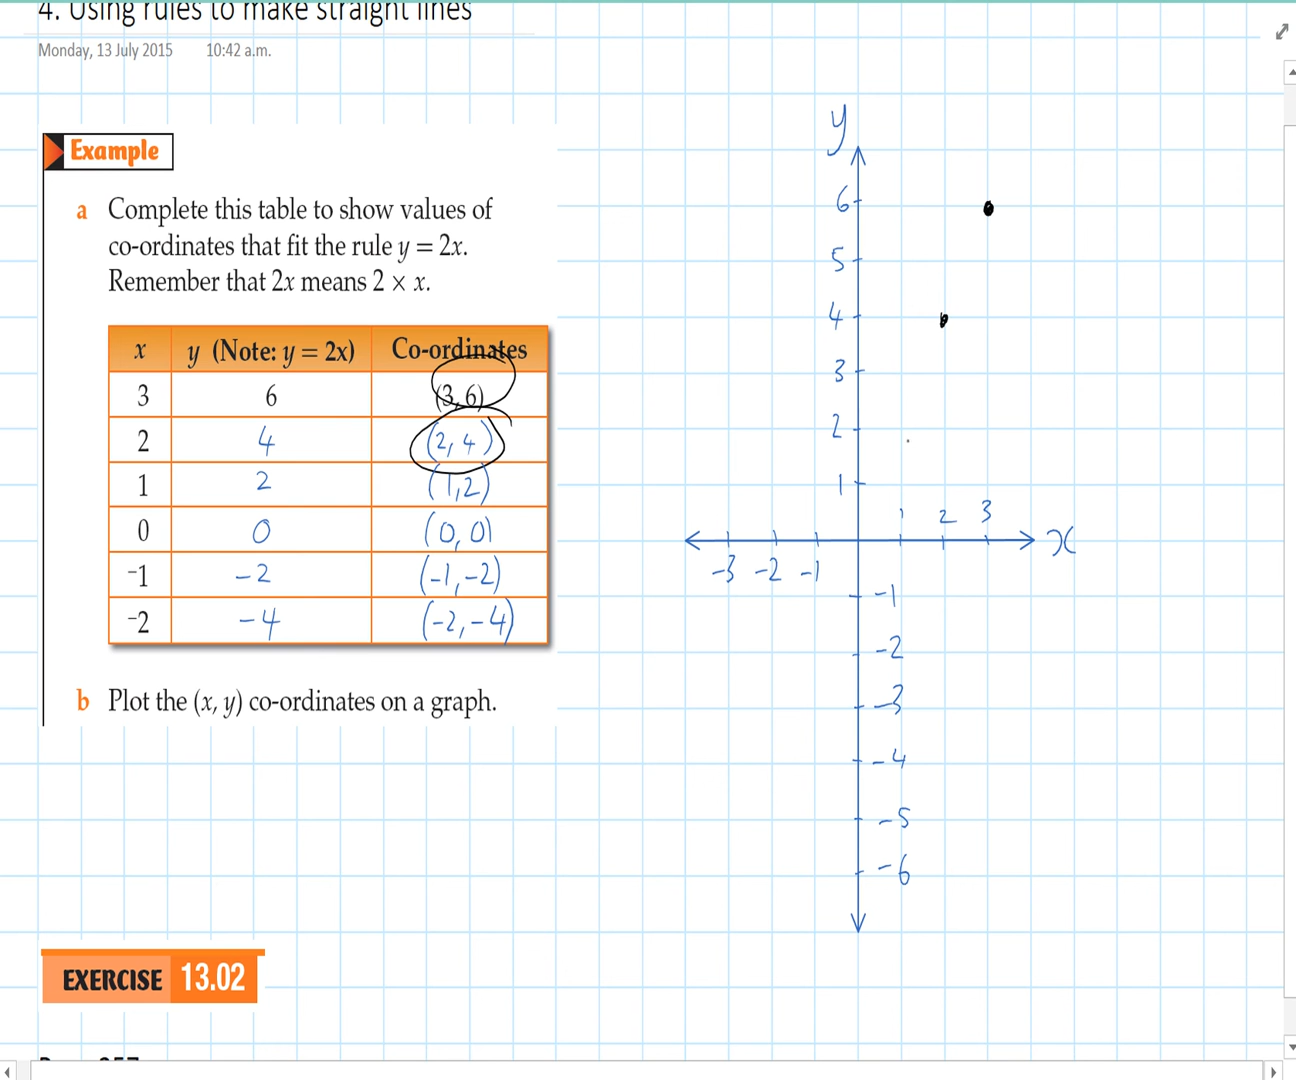 4. Using rules to make straight lines
Monday, 13 July 2015 10:42 a.m.
Example
a Complete this table to show values of
co-ordinates that fit the rule y = 2x.
Remember that 2x means 2 × x.
x y (Note: y = 2x) Co-ordinates
3 6 (3, 6)
2 4 (2, 4)
1 2 (1, 2)
0 0 (0, 0)
⁻1 -2 (-1, -2)
⁻2 -4 (-2, -4)
b Plot the (x, y) co-ordinates on a graph.
EXERCISE 13.02
y
6
5
4
3
2
1
1 2 3
x
-3 -2 -1
-1
-2
-3
-4
-5
-6